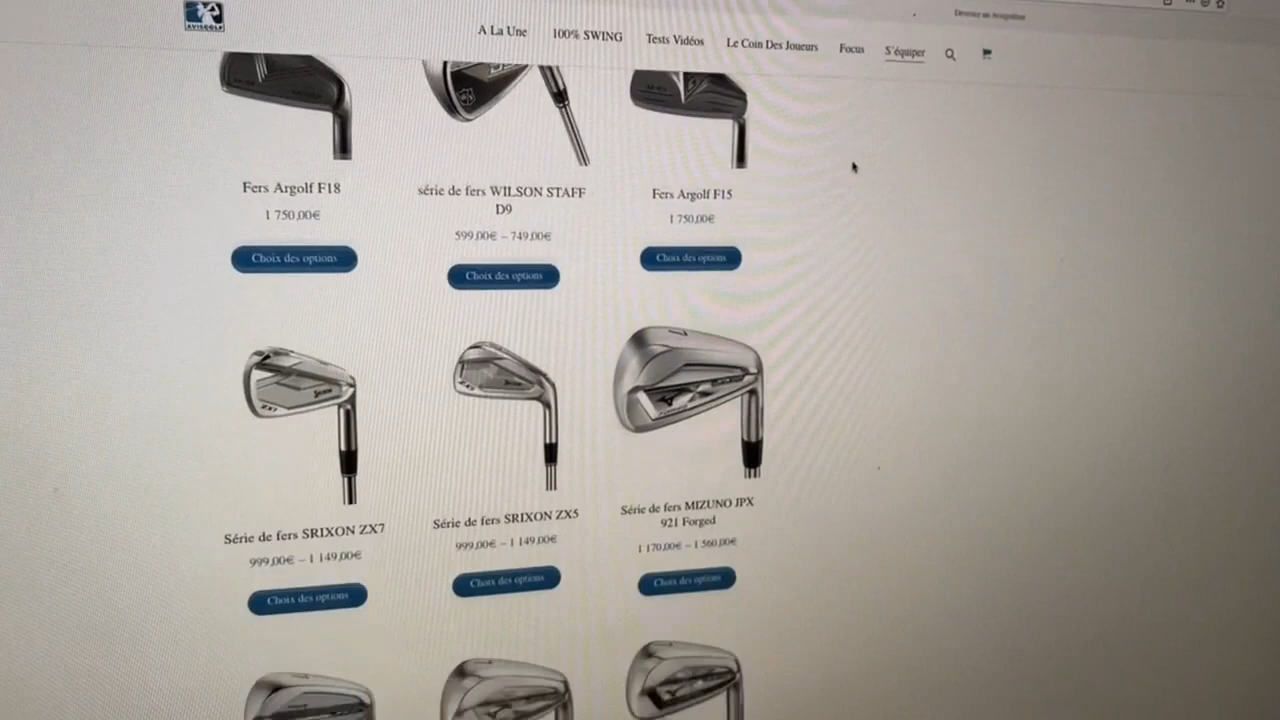 AVISGOLF
A La Une
100% SWING
Tests Vidéos
Le Coin Des Joueurs
Focus
S'équiper
Fers Argolf F18
1 750,00€
Choix des options
série de fers WILSON STAFF
D9
599,00€ – 749,00€
Choix des options
Fers Argolf F15
1 750,00€
Choix des options
ZX7
SRIXON
Série de fers SRIXON ZX7
999,00€ – 1 149,00€
Choix des options
Série de fers SRIXON ZX5
999,00€ – 1 149,00€
Choix des options
Série de fers MIZUNO JPX
921 Forged
1 170,00€ – 1 560,00€
Choix des options